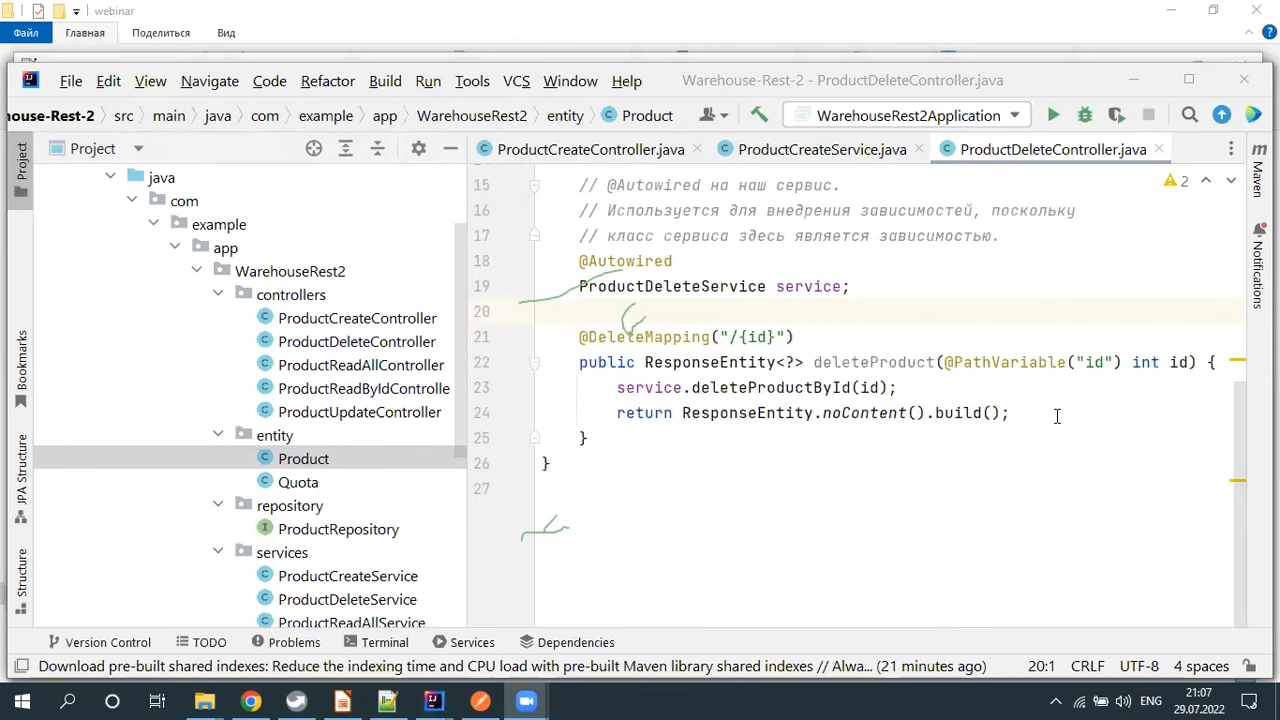 webinar
Файл Главная Поделиться Вид
File Edit View Navigate Code Refactor Build Run Tools VCS Window Help Warehouse-Rest-2 - ProductDeleteController.java
house-Rest-2 src main java com example app WarehouseRest2 entity Product WarehouseRest2Application
Project
ProductCreateController.java ProductCreateService.java ProductDeleteController.java
java
com
example
app
WarehouseRest2
controllers
ProductCreateController
ProductDeleteController
ProductReadAllController
ProductReadByIdControlle
ProductUpdateController
entity
Product
Quota
repository
ProductRepository
services
ProductCreateService
ProductDeleteService
ProductReadAllService
Project
Bookmarks
JPA Structure
Structure
2
15 // @Autowired на наш сервис.
16 // Используется для внедрения зависимостей, поскольку
17 // класс сервиса здесь является зависимостью.
18 @Autowired
19 ProductDeleteService service;
20
21 @DeleteMapping("/{id}")
22 public ResponseEntity<?> deleteProduct(@PathVariable("id") int id) {
23 service.deleteProductById(id);
24 return ResponseEntity.noContent().build();
25 }
26 }
27
Maven
Notifications
Version Control TODO Problems Terminal Services Dependencies
Download pre-built shared indexes: Reduce the indexing time and CPU load with pre-built Maven library shared indexes // Alwa... (21 minutes ago) 20:1 CRLF UTF-8 4 spaces
ENG
21:07
29.07.2022